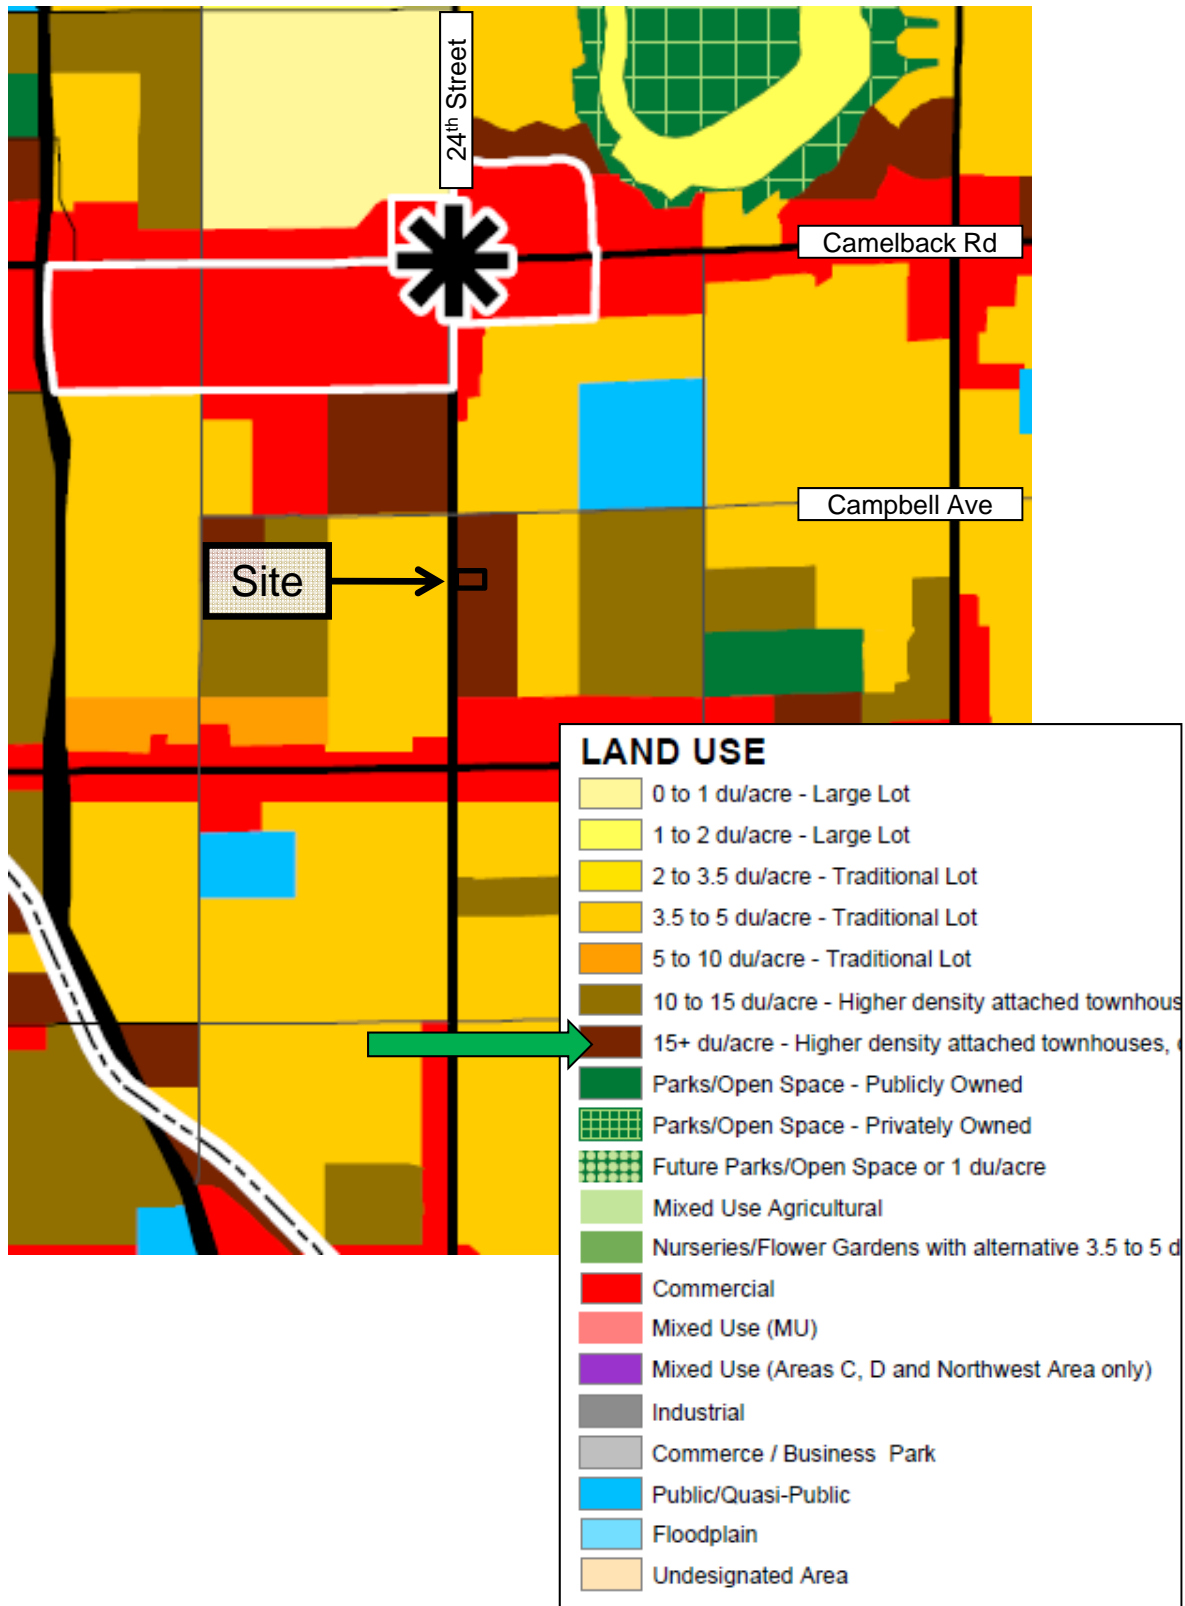 24th Street
Camelback Rd
Campbell Ave
Site
LAND USE
0 to 1 du/acre - Large Lot
1 to 2 du/acre - Large Lot
2 to 3.5 du/acre - Traditional Lot
3.5 to 5 du/acre - Traditional Lot
5 to 10 du/acre - Traditional Lot
10 to 15 du/acre - Higher density attached townhous
15+ du/acre - Higher density attached townhouses,
Parks/Open Space - Publicly Owned
Parks/Open Space - Privately Owned
Future Parks/Open Space or 1 du/acre
Mixed Use Agricultural
Nurseries/Flower Gardens with alternative 3.5 to 5 d
Commercial
Mixed Use (MU)
Mixed Use (Areas C, D and Northwest Area only)
Industrial
Commerce / Business Park
Public/Quasi-Public
Floodplain
Undesignated Area